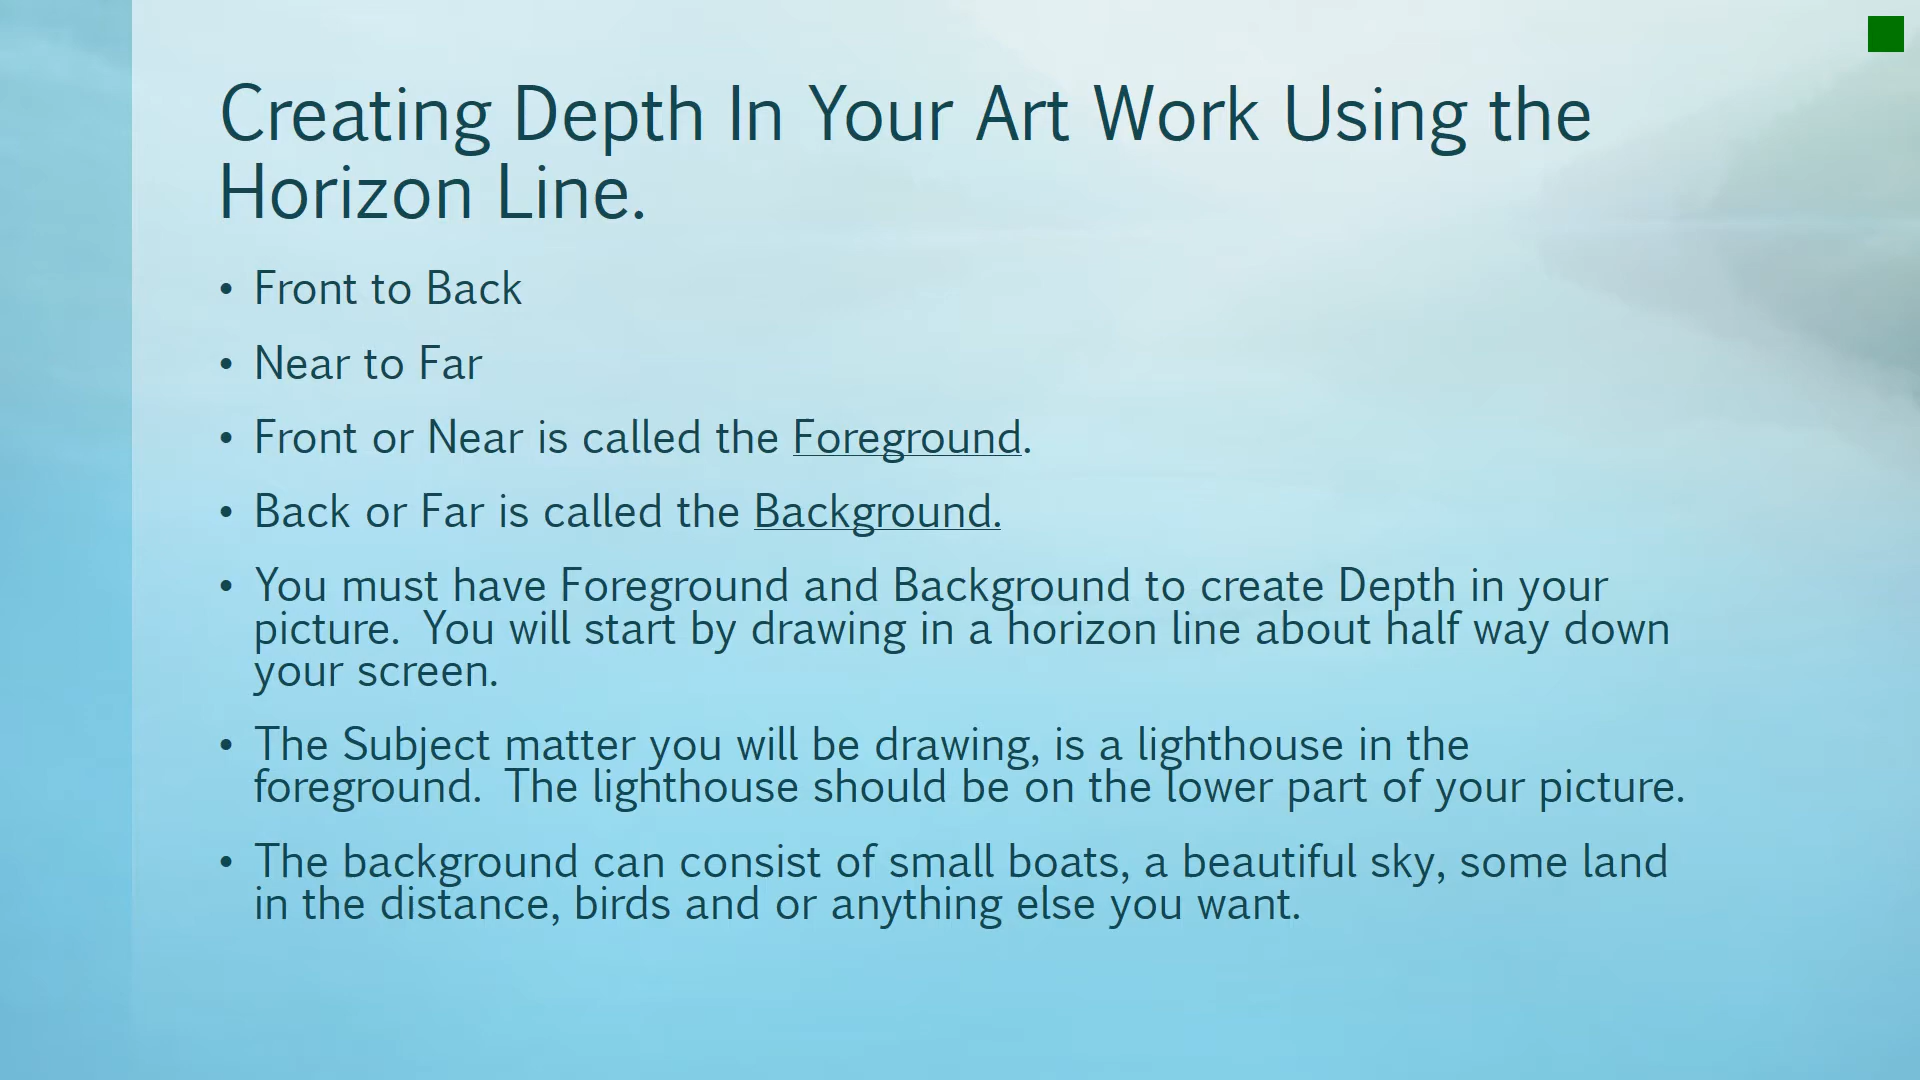 Creating Depth In Your Art Work Using the
Horizon Line.
• Front to Back
• Near to Far
• Front or Near is called the Foreground.
• Back or Far is called the Background.
• You must have Foreground and Background to create Depth in your
picture.  You will start by drawing in a horizon line about half way down
your screen.
• The Subject matter you will be drawing, is a lighthouse in the
foreground.  The lighthouse should be on the lower part of your picture.
• The background can consist of small boats, a beautiful sky, some land
in the distance, birds and or anything else you want.